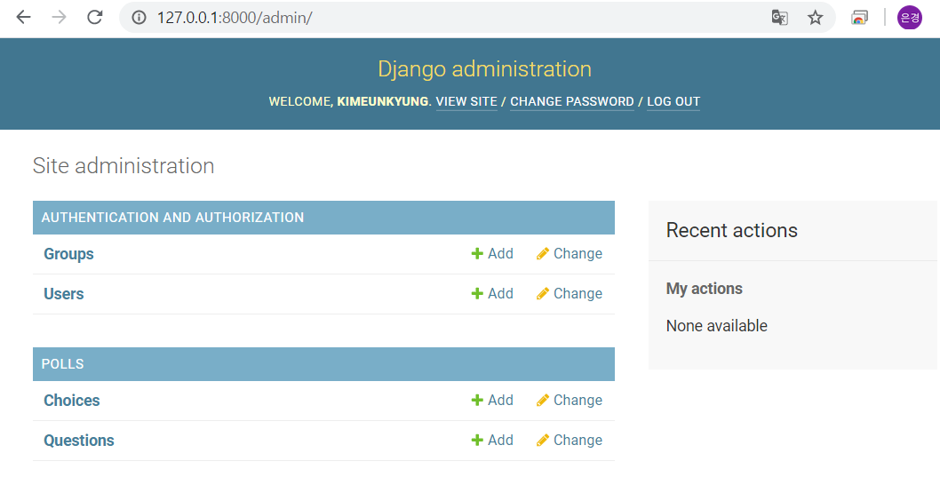 127.0.0.1:8000/admin/
은경
Django administration
WELCOME, KIMEUNKYUNG. VIEW SITE / CHANGE PASSWORD / LOG OUT
Site administration
AUTHENTICATION AND AUTHORIZATION
Groups Add Change
Users Add Change
POLLS
Choices Add Change
Questions Add Change
Recent actions
My actions
None available